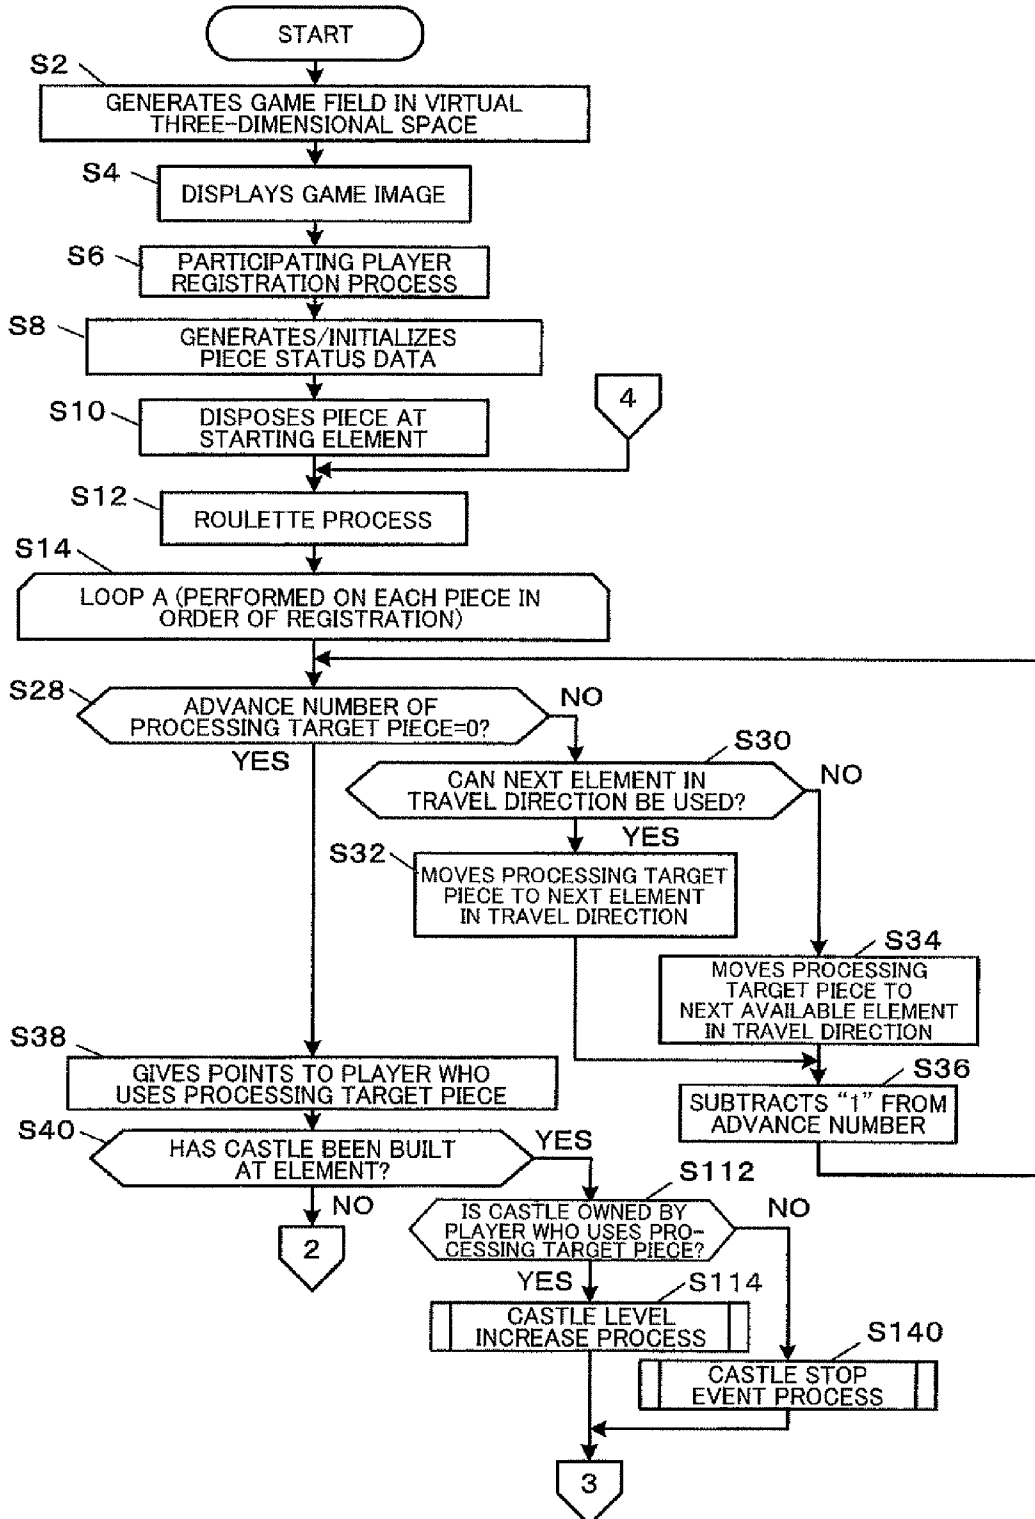 START
S2
GENERATES GAME FIELD IN VIRTUAL
THREE-DIMENSIONAL SPACE
S4
DISPLAYS GAME IMAGE
S6
PARTICIPATING PLAYER
REGISTRATION PROCESS
S8
GENERATES/INITIALIZES
PIECE STATUS DATA
S10
DISPOSES PIECE AT
STARTING ELEMENT
4
S12
ROULETTE PROCESS
S14
LOOP A (PERFORMED ON EACH PIECE IN
ORDER OF REGISTRATION)
S28
ADVANCE NUMBER OF
PROCESSING TARGET PIECE=0?
NO
YES
S30
CAN NEXT ELEMENT IN
TRAVEL DIRECTION BE USED?
NO
YES
S32
MOVES PROCESSING TARGET
PIECE TO NEXT ELEMENT
IN TRAVEL DIRECTION
S34
MOVES PROCESSING
TARGET PIECE TO
NEXT AVAILABLE ELEMENT
IN TRAVEL DIRECTION
S38
GIVES POINTS TO PLAYER WHO
USES PROCESSING TARGET PIECE
S36
SUBTRACTS “1” FROM
ADVANCE NUMBER
S40
HAS CASTLE BEEN BUILT
AT ELEMENT?
YES
NO
2
S112
IS CASTLE OWNED BY
PLAYER WHO USES PRO-
CESSING TARGET PIECE?
NO
YES
S114
CASTLE LEVEL
INCREASE PROCESS
S140
CASTLE STOP
EVENT PROCESS
3